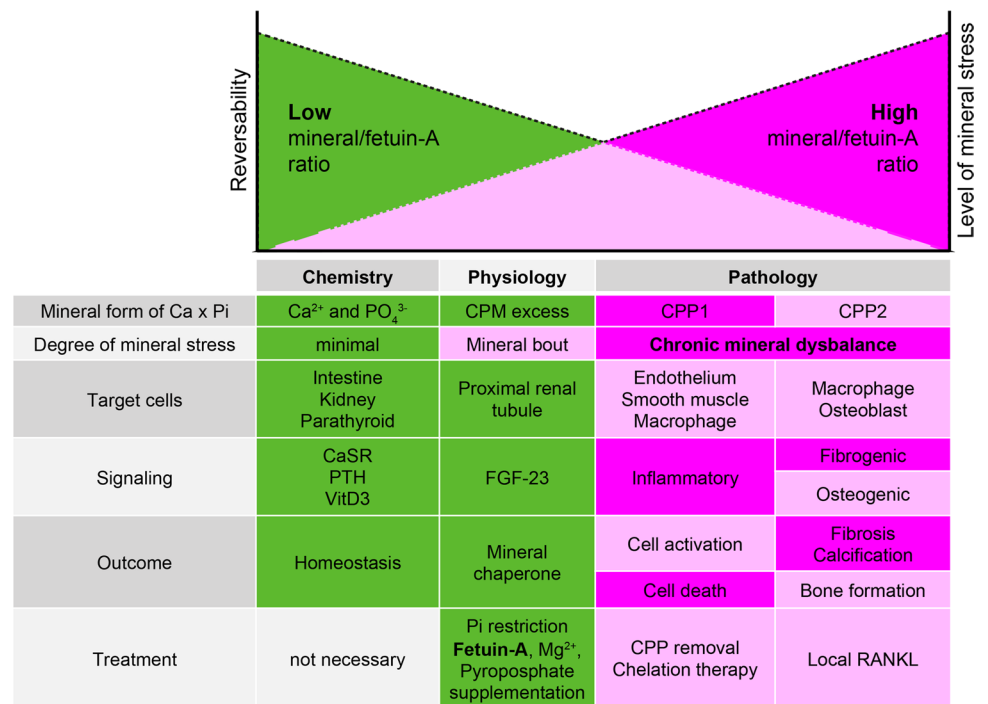 Reversability
Low
mineral/fetuin-A
ratio
High
mineral/fetuin-A
ratio
Level of mineral stress
Chemistry Physiology Pathology
Mineral form of Ca x Pi Ca²⁺ and PO₄³⁻ CPM excess CPP1 CPP2
Degree of mineral stress minimal Mineral bout Chronic mineral dysbalance
Target cells
Intestine
Kidney
Parathyroid
Proximal renal
tubule
Endothelium
Smooth muscle
Macrophage
Macrophage
Osteoblast
Signaling
CaSR
PTH
VitD3
FGF-23
Inflammatory
Fibrogenic
Osteogenic
Outcome
Homeostasis
Mineral
chaperone
Cell activation
Cell death
Fibrosis
Calcification
Bone formation
Treatment
not necessary
Pi restriction
Fetuin-A, Mg²⁺,
Pyroposphate
supplementation
CPP removal
Chelation therapy
Local RANKL